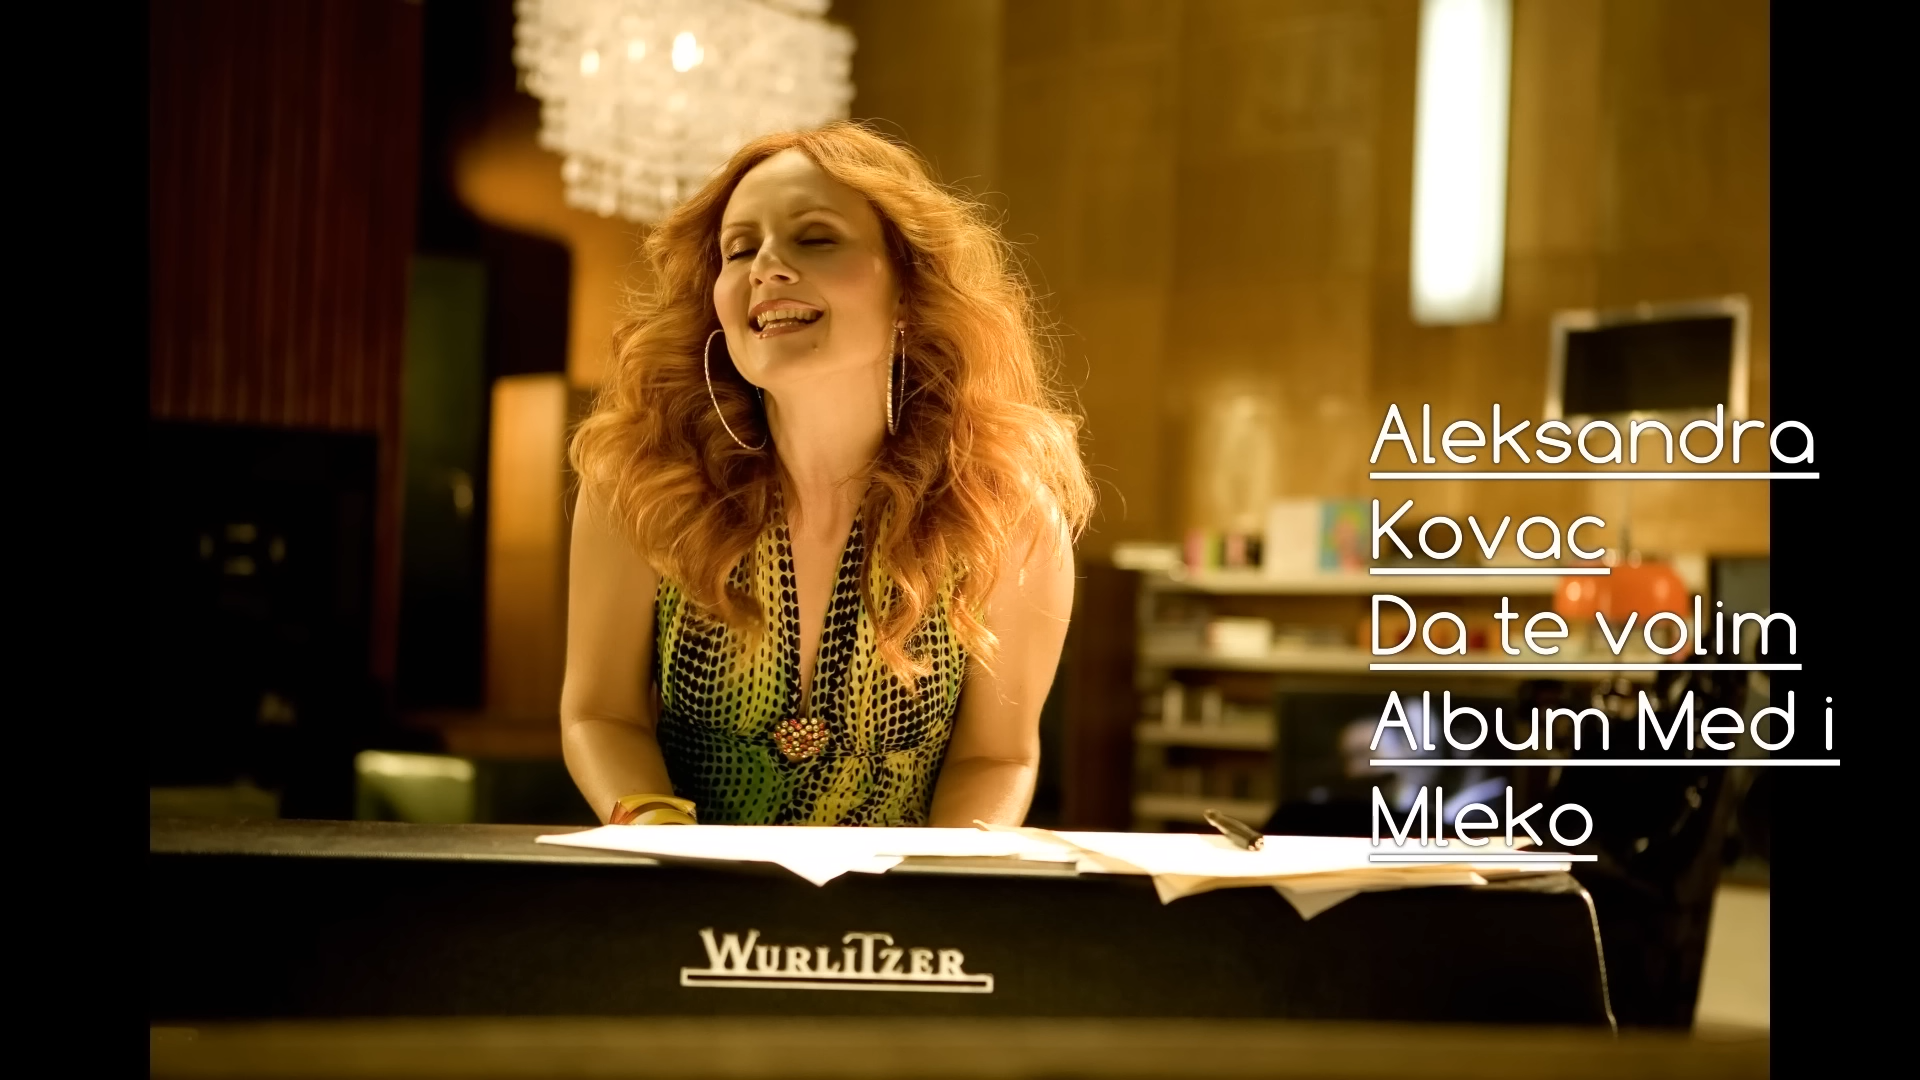 Aleksandra
Kovac
Da te volim
Album Med i
Mleko
WURLITZER